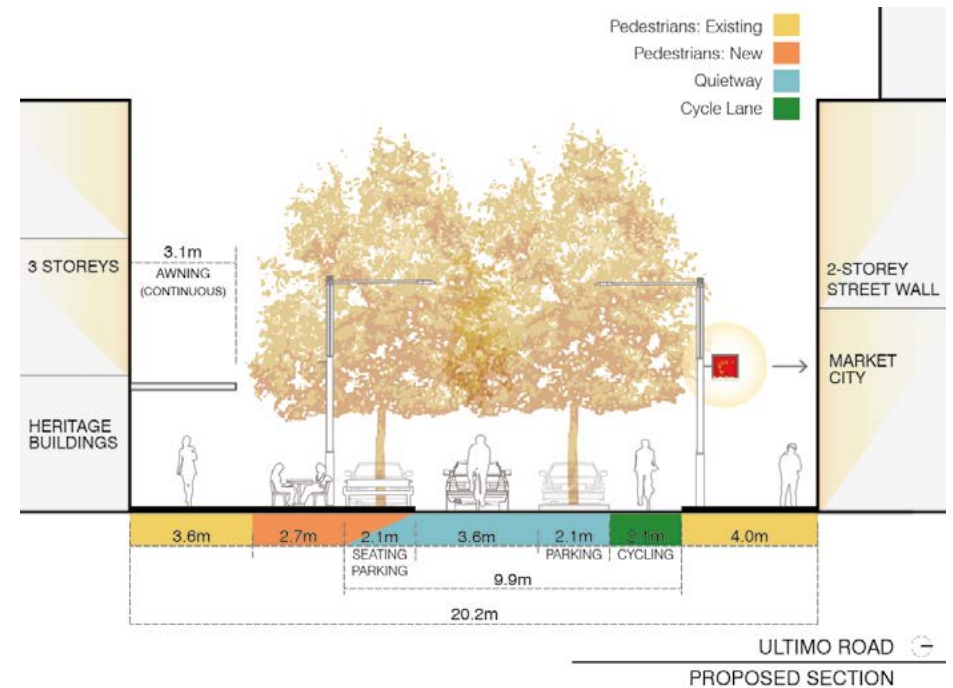 Pedestrians: Existing
Pedestrians: New
Quietway
Cycle Lane
3.1m
AWNING
(CONTINUOUS)
3 STOREYS
HERITAGE
BUILDINGS
2-STOREY
STREET WALL
MARKET
CITY
3.6m 2.7m 2.1m 3.6m 2.1m 2.1m 4.0m
SEATING
PARKING
PARKING
CYCLING
9.9m
20.2m
ULTIMO ROAD
PROPOSED SECTION